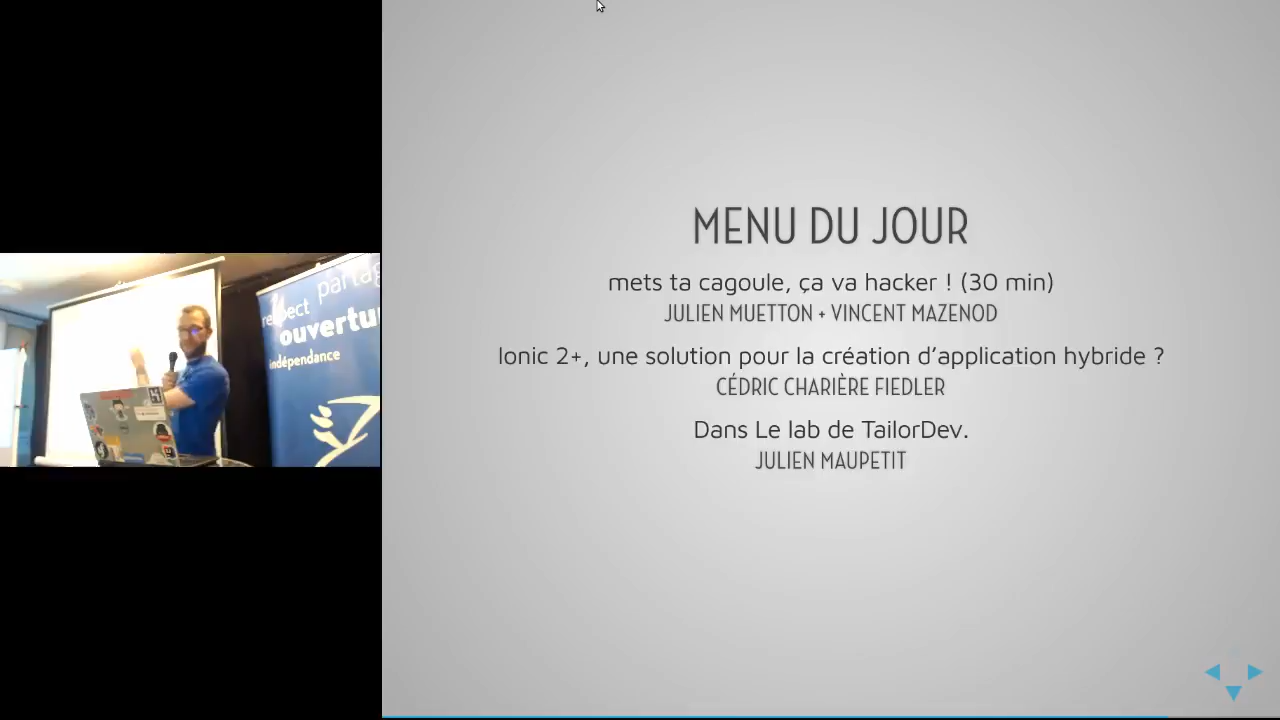 MENU DU JOUR
mets ta cagoule, ça va hacker ! (30 min)
JULIEN MUETTON + VINCENT MAZENOD
Ionic 2+, une solution pour la création d’application hybride ?
CÉDRIC CHARIÈRE FIEDLER
Dans Le lab de TailorDev.
JULIEN MAUPETIT
partag
respect
ouvertu
indépendance